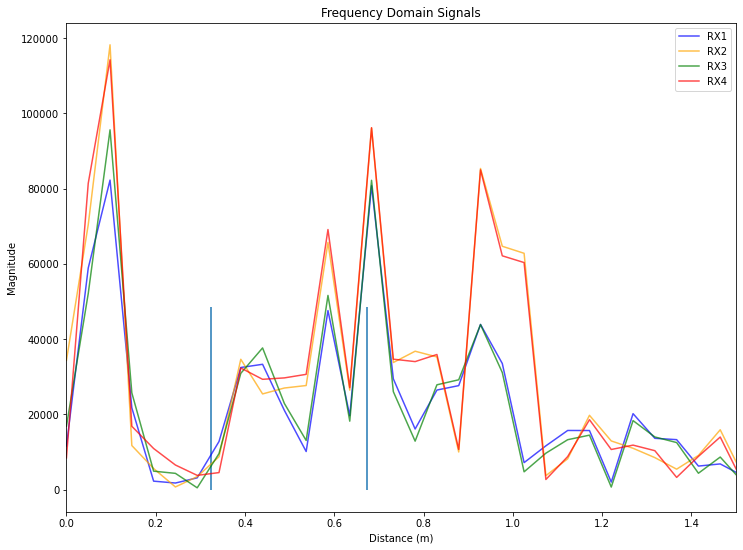 Frequency Domain Signals
RX1
RX2
RX3
RX4
120000
100000
80000
60000
40000
20000
0
Magnitude
0.0 0.2 0.4 0.6 0.8 1.0 1.2 1.4
Distance (m)